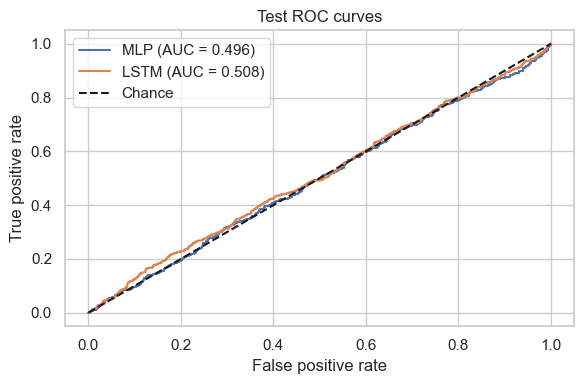 Test ROC curves
MLP (AUC = 0.496)
LSTM (AUC = 0.508)
Chance
True positive rate
1.0
0.8
0.6
0.4
0.2
0.0
0.0 0.2 0.4 0.6 0.8 1.0
False positive rate